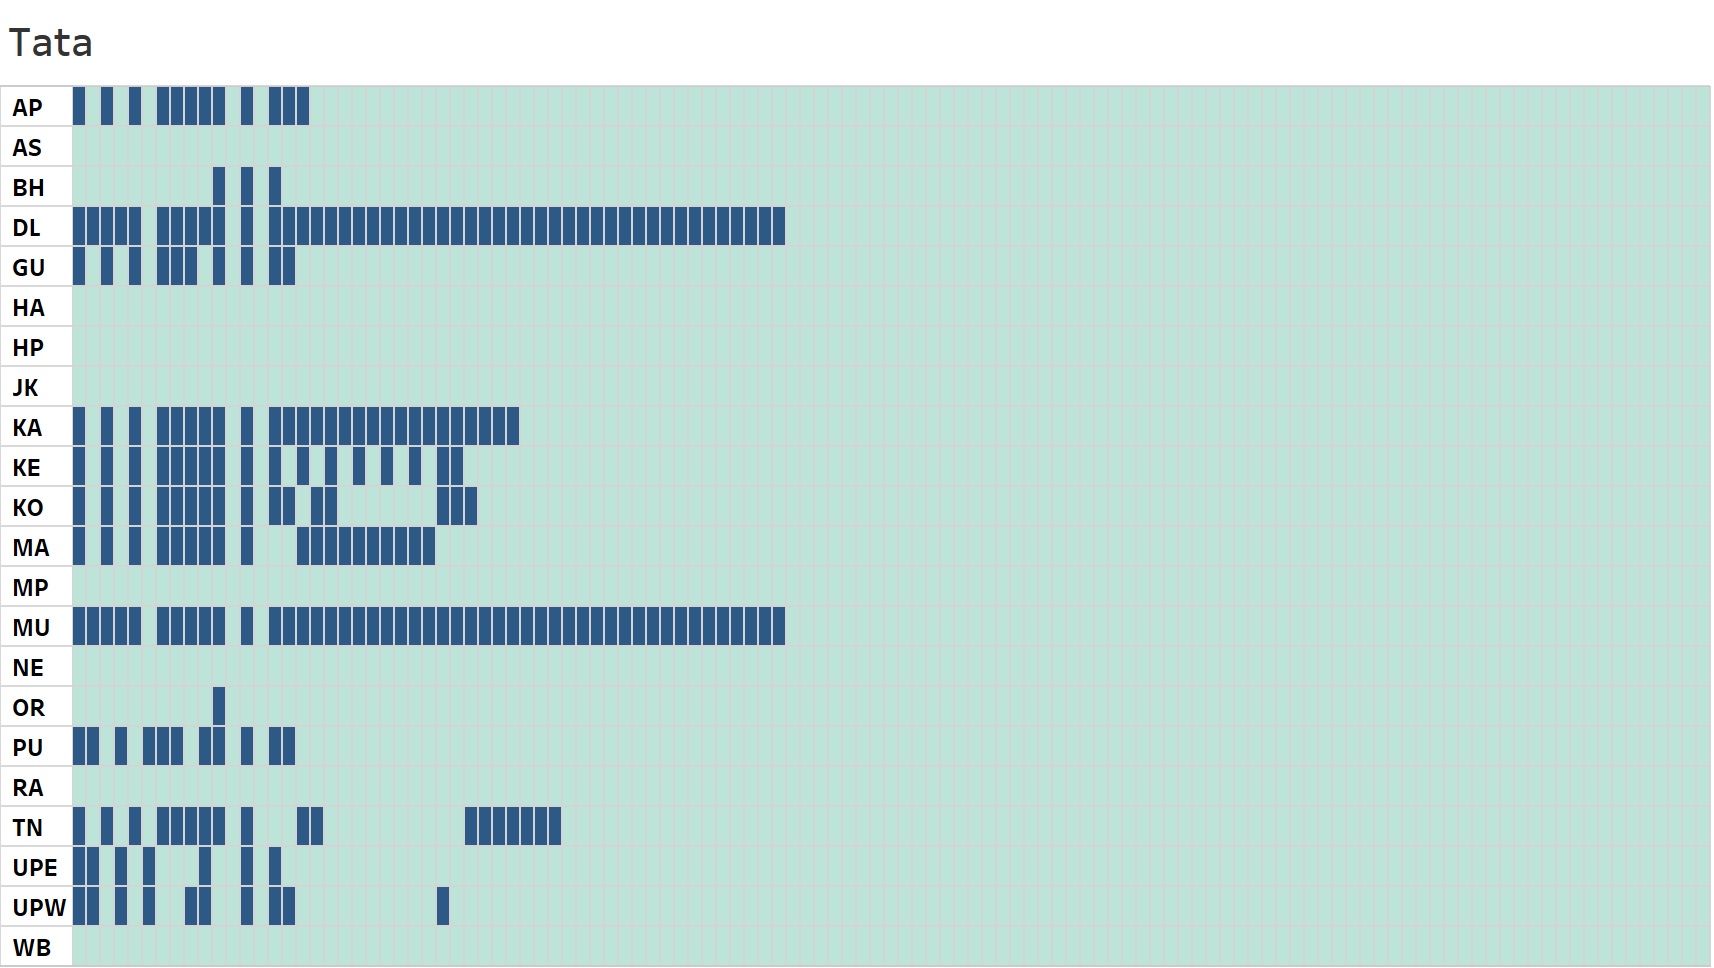 Tata
AP
AS
BH
DL
GU
HA
HP
JK
KA
KE
KO
MA
MP
MU
NE
OR
PU
RA
TN
UPE
UPW
WB